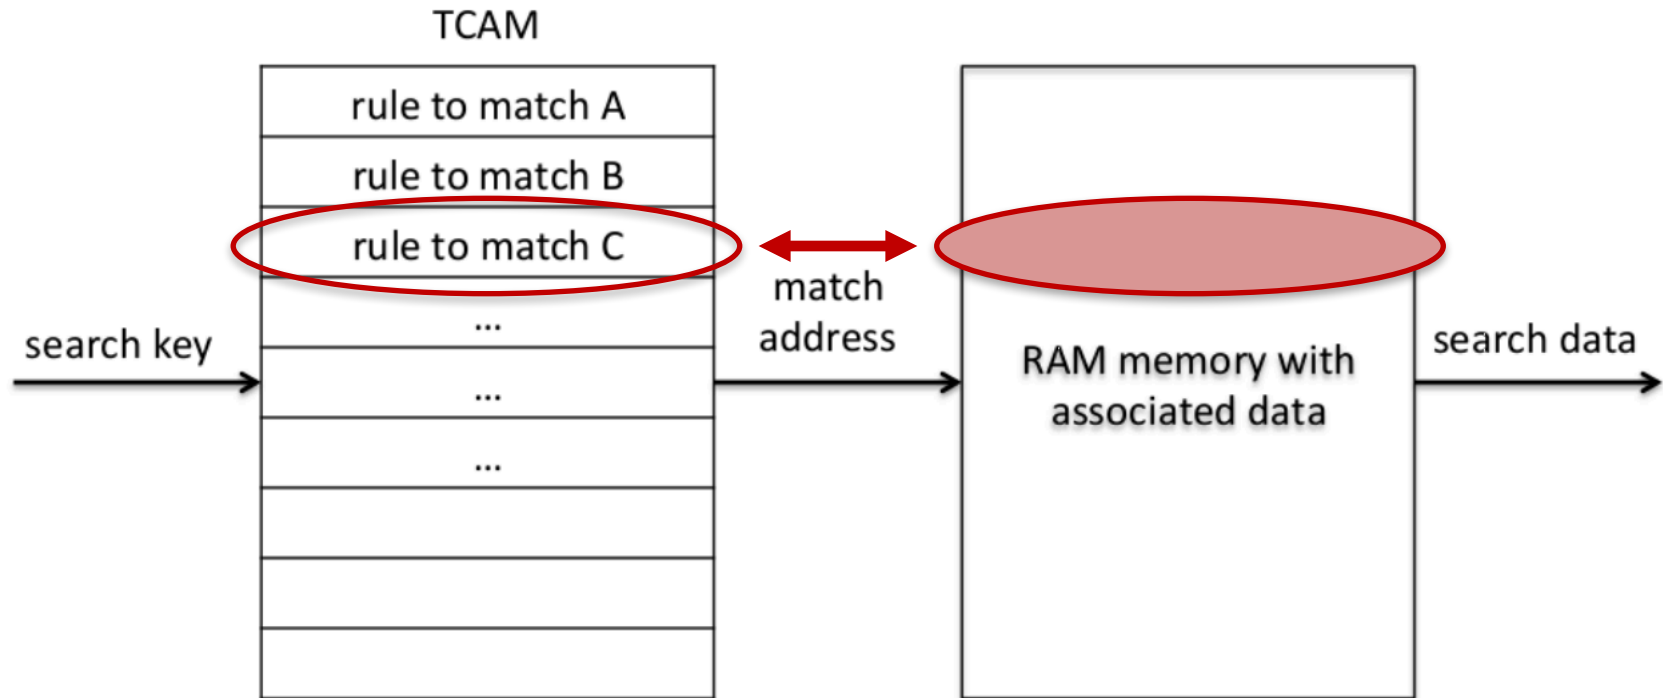 TCAM
rule to match A
rule to match B
rule to match C
...
...
...
search key
match
address
RAM memory with
associated data
search data